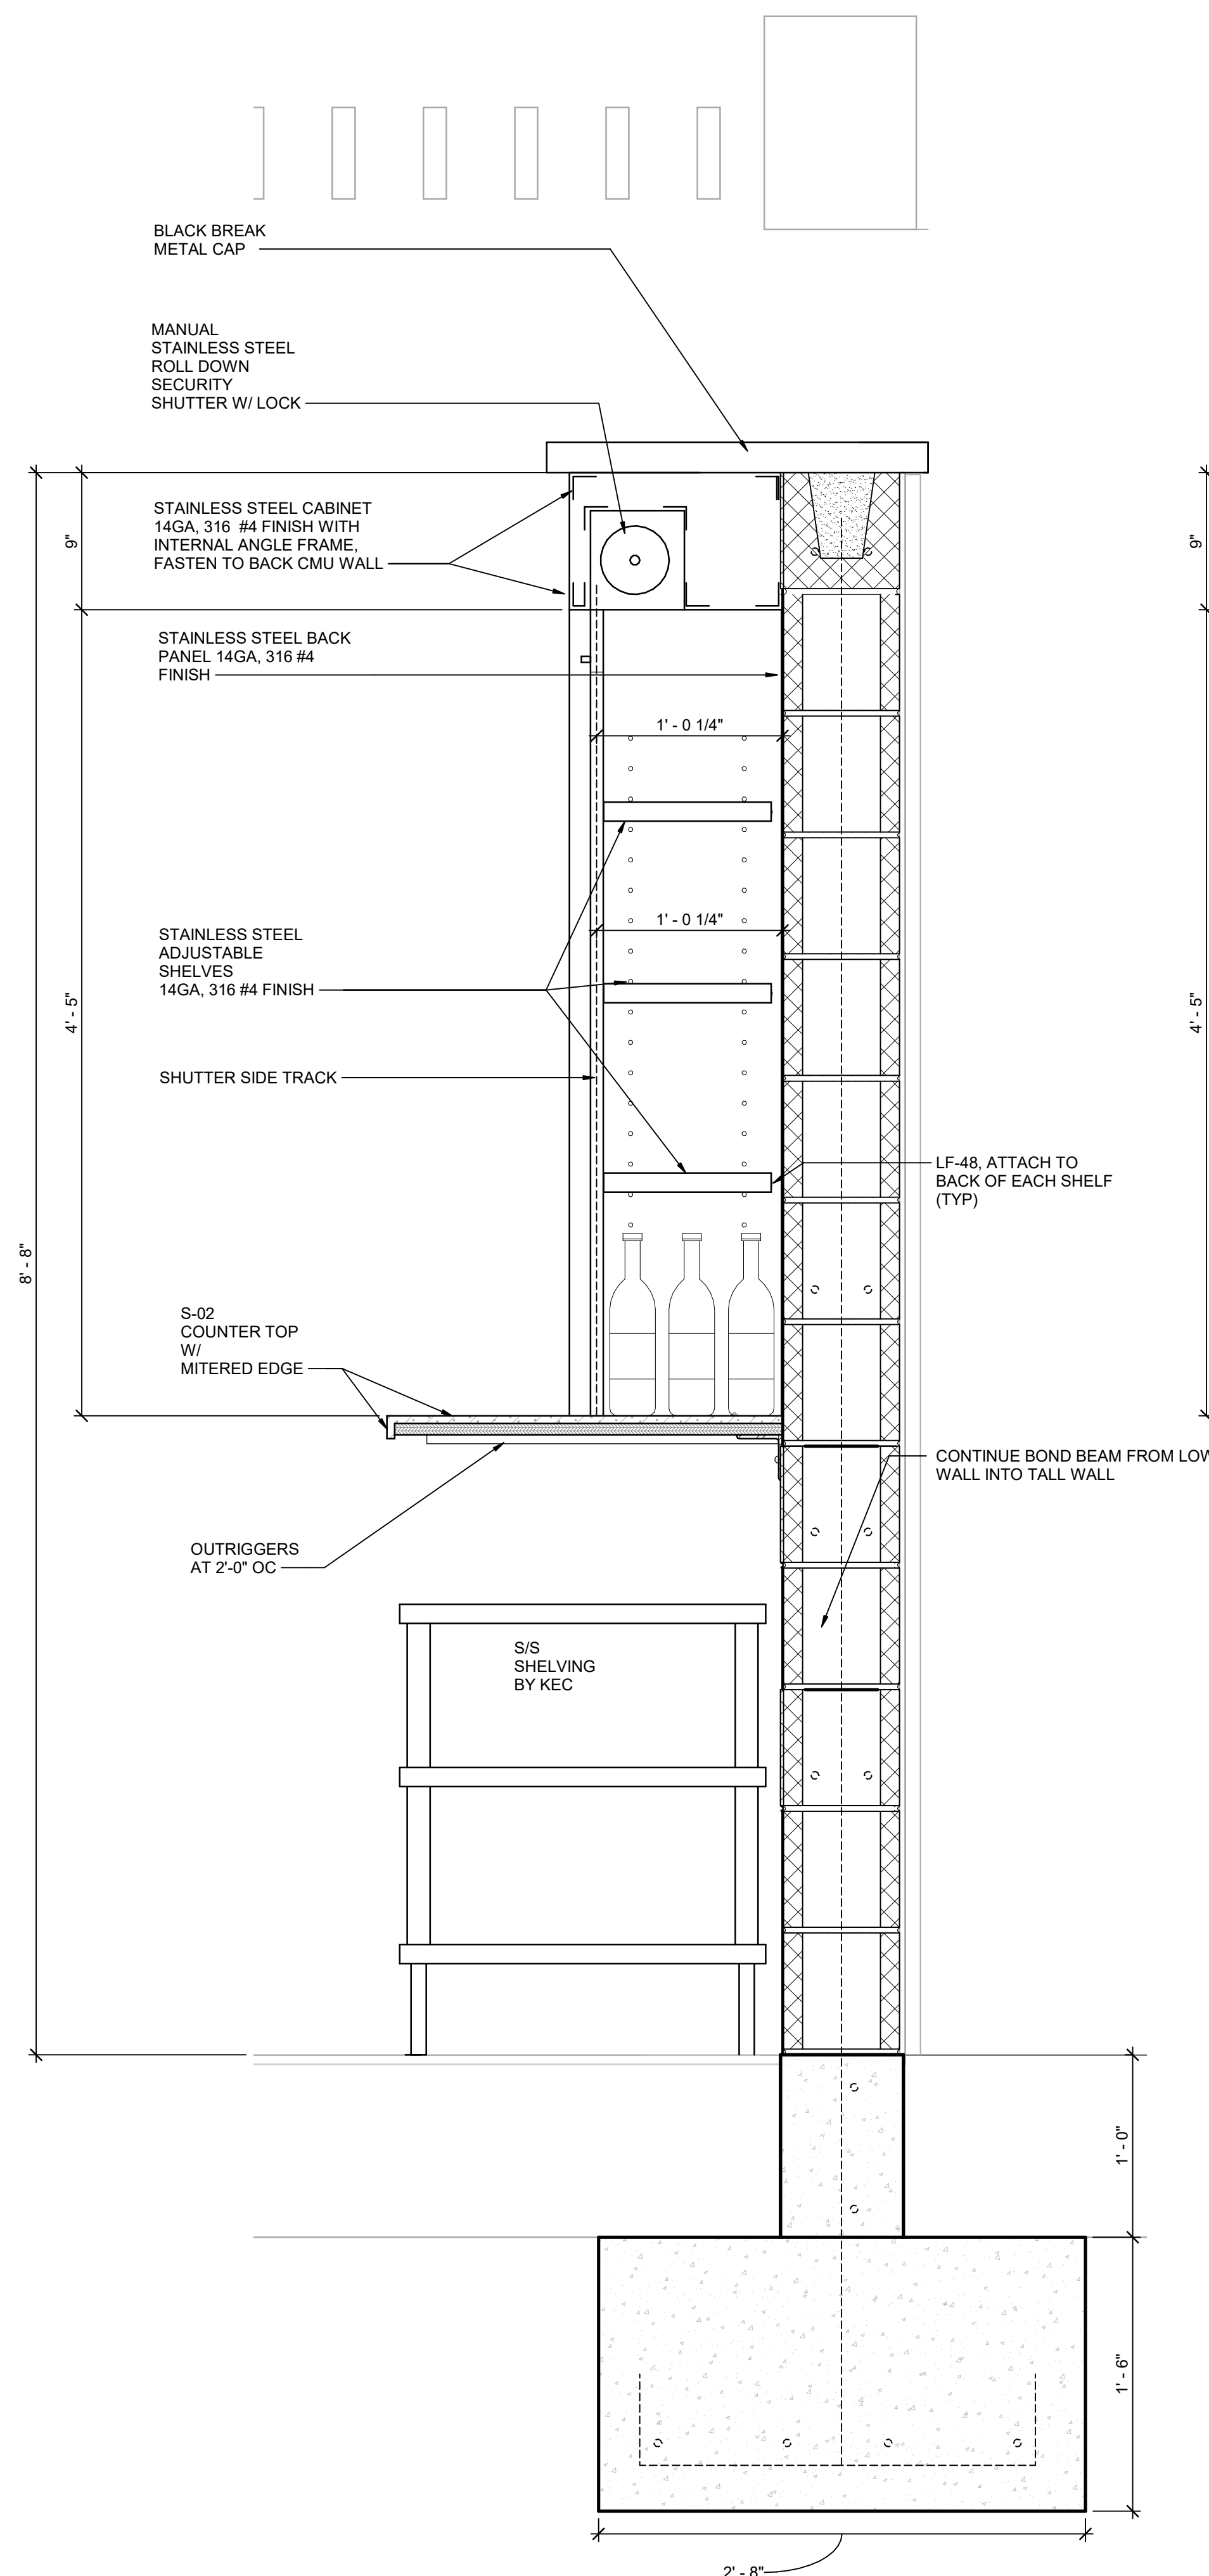 BLACK BREAK
METAL CAP
MANUAL
STAINLESS STEEL
ROLL DOWN
SECURITY
SHUTTER W/ LOCK
STAINLESS STEEL CABINET
14GA, 316 #4 FINISH WITH
INTERNAL ANGLE FRAME,
FASTEN TO BACK CMU WALL
9"
9"
STAINLESS STEEL BACK
PANEL 14GA, 316 #4
FINISH
1' - 0 1/4"
1' - 0 1/4"
STAINLESS STEEL
ADJUSTABLE
SHELVES
14GA, 316 #4 FINISH
4' - 5"
4' - 5"
SHUTTER SIDE TRACK
LF-48, ATTACH TO
BACK OF EACH SHELF
(TYP)
8' - 8"
S-02
COUNTER TOP
W/
MITERED EDGE
CONTINUE BOND BEAM FROM LOW
WALL INTO TALL WALL
OUTRIGGERS
AT 2'-0" OC
S/S
SHELVING
BY KEC
1' - 0"
1' - 6"
2' - 8"